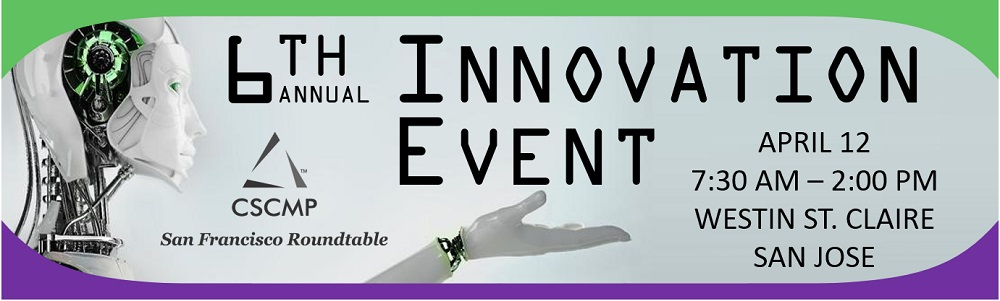 6TH ANNUAL INNOVATION
EVENT
™
CSCMP
San Francisco Roundtable
APRIL 12
7:30 AM – 2:00 PM
WESTIN ST. CLAIRE
SAN JOSE